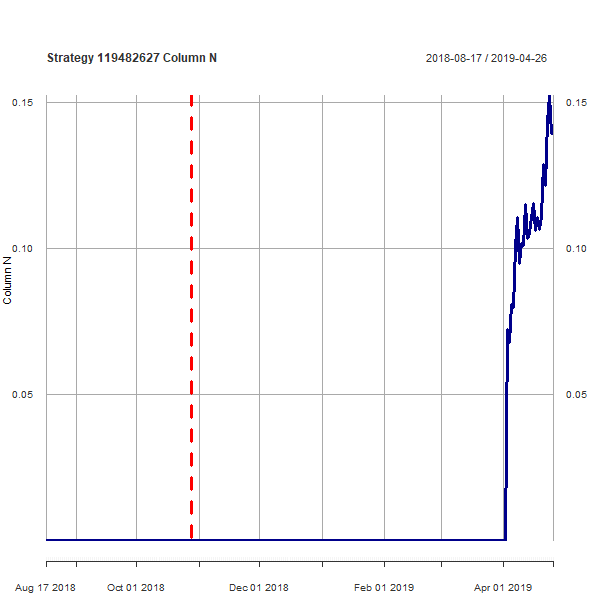 Strategy 119482627 Column N
2018-08-17 / 2019-04-26
0.15
0.15
0.10
0.10
Column N
0.05
0.05
Aug 17 2018
Oct 01 2018
Dec 01 2018
Feb 01 2019
Apr 01 2019